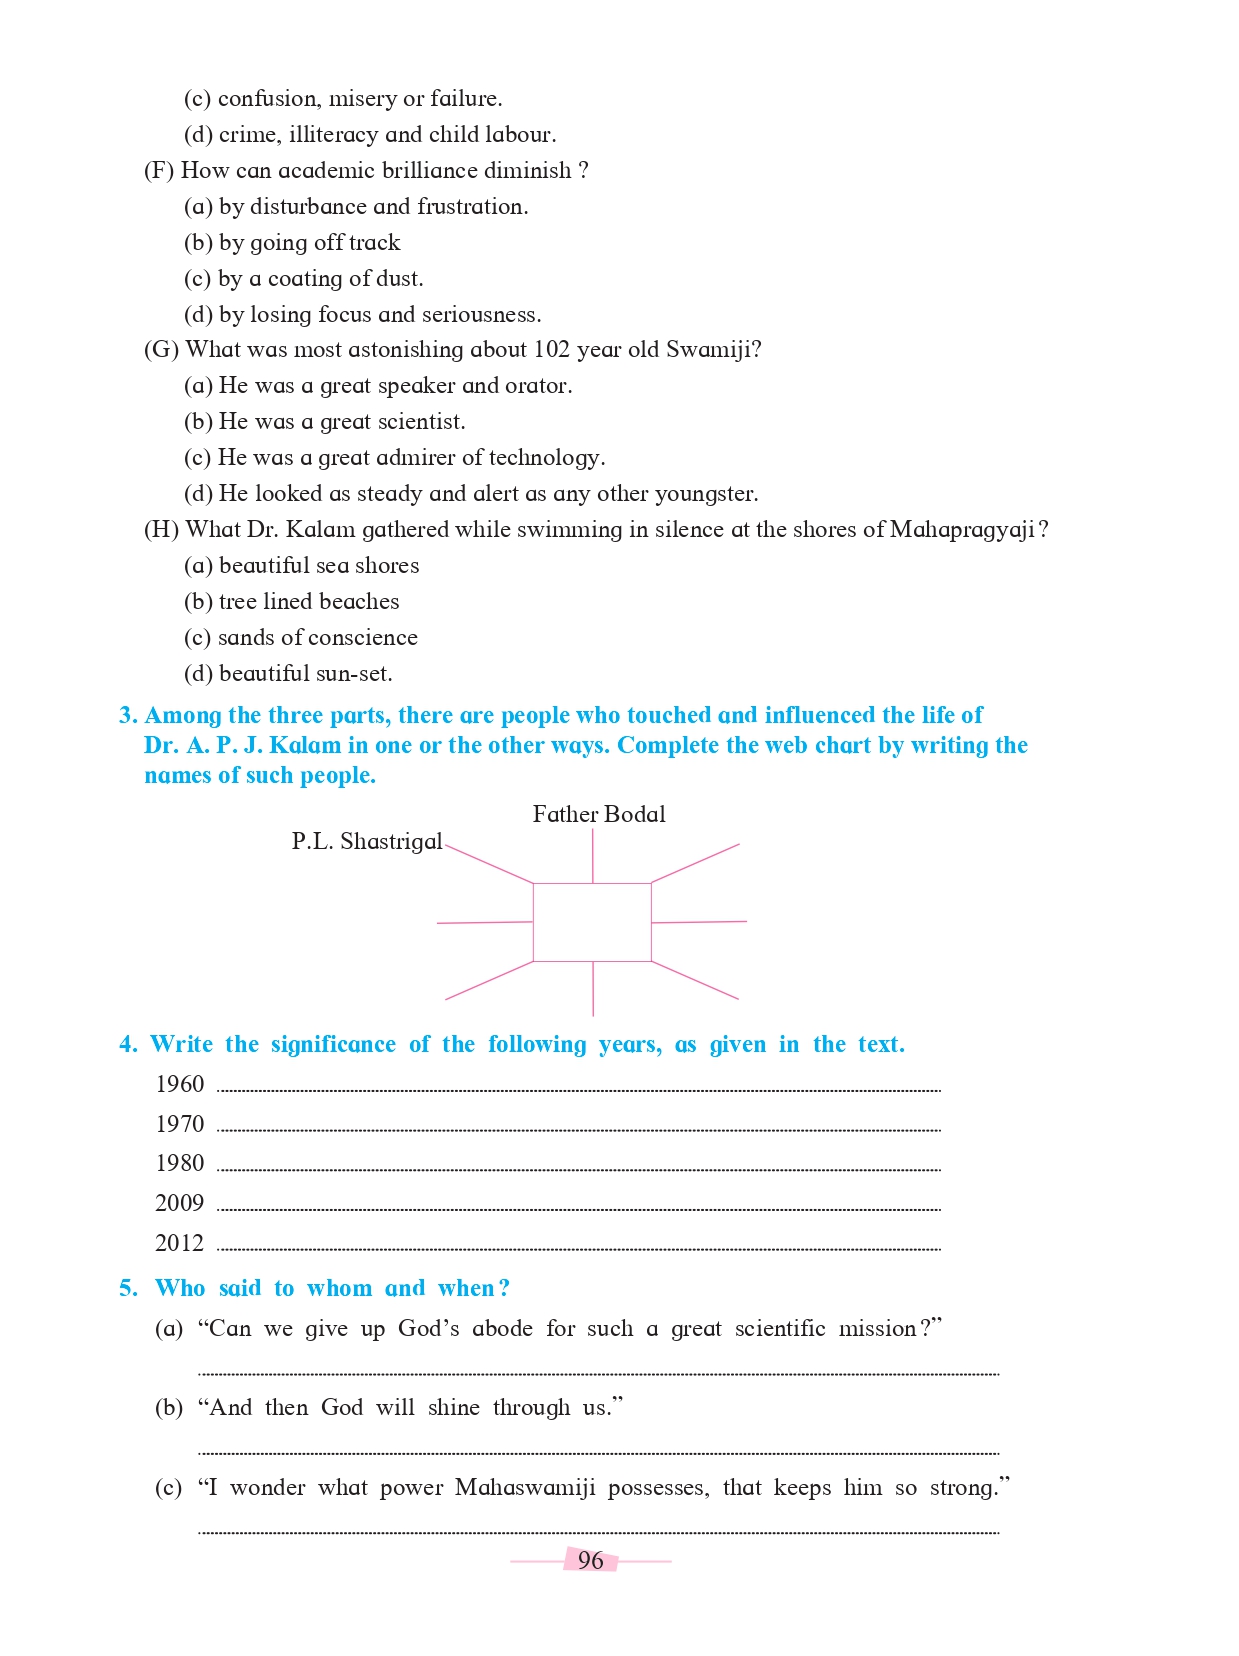 (c) confusion, misery or failure.
(d) crime, illiteracy and child labour.
(F) How can academic brilliance diminish ?
(a) by disturbance and frustration.
(b) by going off track
(c) by a coating of dust.
(d) by losing focus and seriousness.
(G) What was most astonishing about 102 year old Swamiji?
(a) He was a great speaker and orator.
(b) He was a great scientist.
(c) He was a great admirer of technology.
(d) He looked as steady and alert as any other youngster.
(H) What Dr. Kalam gathered while swimming in silence at the shores of Mahapragyaji?
(a) beautiful sea shores
(b) tree lined beaches
(c) sands of conscience
(d) beautiful sun-set.
3. Among the three parts, there are people who touched and influenced the life of
Dr. A. P. J. Kalam in one or the other ways. Complete the web chart by writing the
names of such people.
Father Bodal
P.L. Shastrigal
4. Write the significance of the following years, as given in the text.
1960
1970
1980
2009
2012
5. Who said to whom and when?
(a) “Can we give up God’s abode for such a great scientific mission?”
(b) “And then God will shine through us.”
(c) “I wonder what power Mahaswamiji possesses, that keeps him so strong.”
96